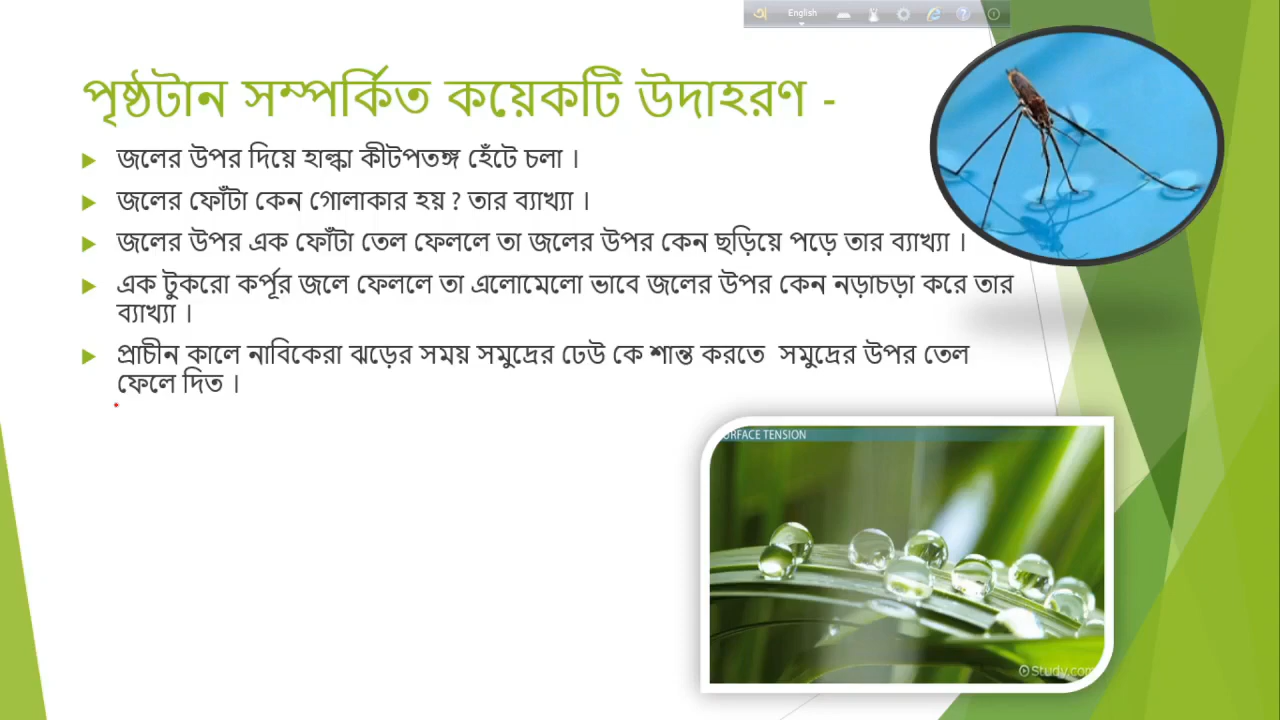 English
পৃষ্ঠটান সম্পর্কিত কয়েকটি উদাহরণ -
জলের উপর দিয়ে হাল্কা কীটপতঙ্গ হেঁটে চলা ।
জলের ফোঁটা কেন গোলাকার হয় ? তার ব্যাখ্যা ।
জলের উপর এক ফোঁটা তেল ফেললে তা জলের উপর কেন ছড়িয়ে পড়ে তার ব্যাখ্যা ।
এক টুকরো কর্পূর জলে ফেললে তা এলোমেলো ভাবে জলের উপর কেন নড়াচড়া করে তার
ব্যাখ্যা ।
প্রাচীন কালে নাবিকেরা ঝড়ের সময় সমুদ্রের ঢেউ কে শান্ত করতে সমুদ্রের উপর তেল
ফেলে দিত ।
URFACE TENSION
Study.com